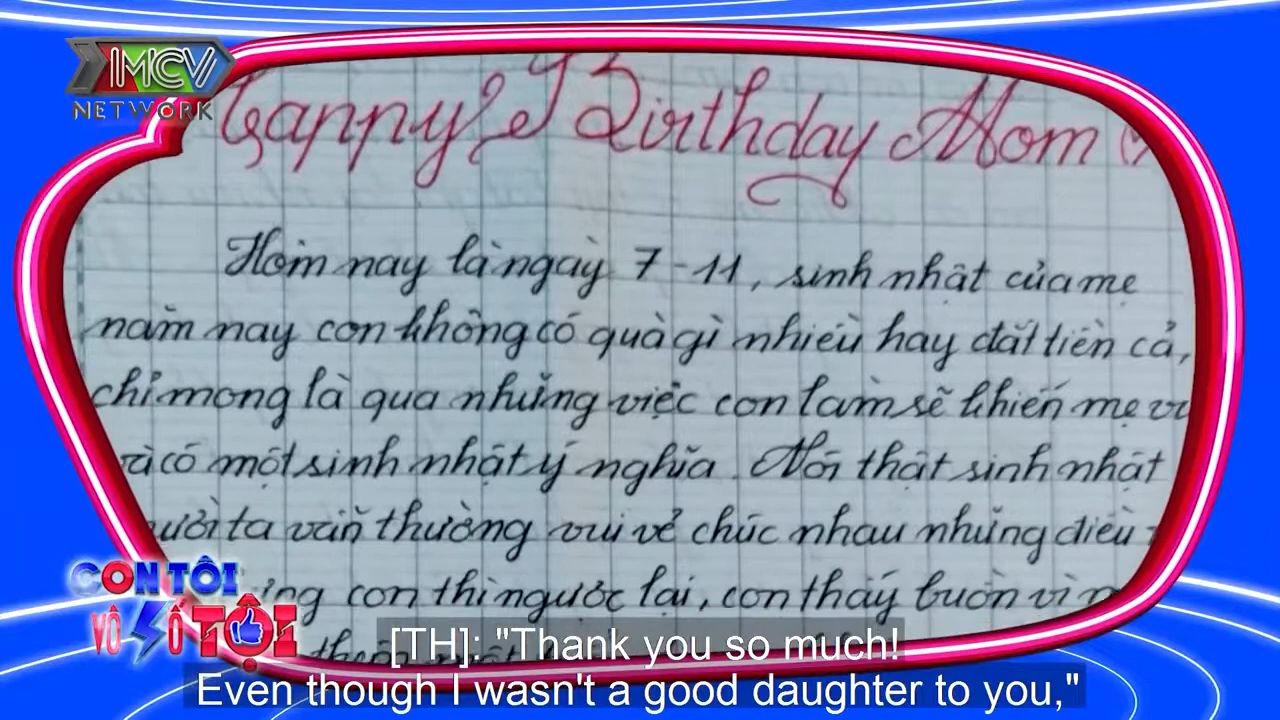 MCV
NETWORK
Happy Birthday Mom
Hôm nay là ngày 7-11, sinh nhật của mẹ
năm nay con không có quà gì nhiều hay đắt tiền cả,
chỉ mong là qua những việc con làm sẽ khiến mẹ
và có một sinh nhật ý nghĩa. Nói thật sinh nhật
người ta vẫn thường vui vẻ chúc nhau những điều
con thì ngược lại, con thấy buồn vì
CON TÔI
VÔ SỐ TỘI
[TH]: "Thank you so much!
Even though I wasn't a good daughter to you,"